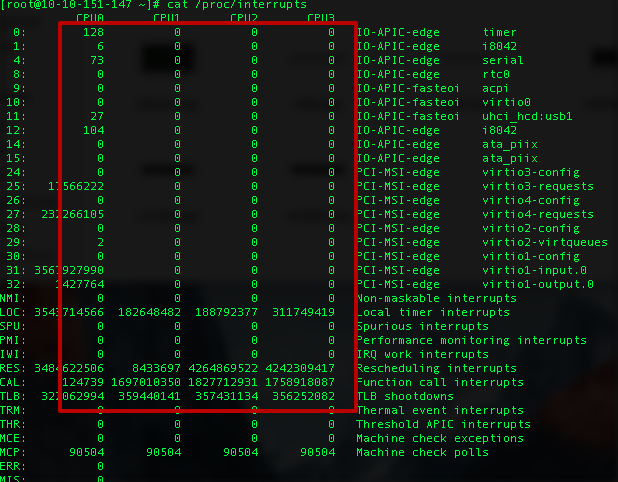 [root@10-10-151-147 ~]# cat /proc/interrupts
CPU0 CPU1 CPU2 CPU3
0: 128 0 0 0 IO-APIC-edge timer
1: 6 0 0 0 IO-APIC-edge i8042
4: 73 0 0 0 IO-APIC-edge serial
8: 0 0 0 0 IO-APIC-edge rtc0
9: 0 0 0 0 IO-APIC-fasteoi acpi
10: 0 0 0 0 IO-APIC-fasteoi virtio0
11: 27 0 0 0 IO-APIC-fasteoi uhci_hcd:usb1
12: 104 0 0 0 IO-APIC-edge i8042
14: 0 0 0 0 IO-APIC-edge ata_piix
15: 0 0 0 0 IO-APIC-edge ata_piix
24: 0 0 0 0 PCI-MSI-edge virtio3-config
25: 17566222 0 0 0 PCI-MSI-edge virtio3-requests
26: 0 0 0 0 PCI-MSI-edge virtio4-config
27: 232266105 0 0 0 PCI-MSI-edge virtio4-requests
28: 0 0 0 0 PCI-MSI-edge virtio2-config
29: 2 0 0 0 PCI-MSI-edge virtio2-virtqueues
30: 0 0 0 0 PCI-MSI-edge virtio1-config
31: 3567927990 0 0 0 PCI-MSI-edge virtio1-input.0
32: 1427764 0 0 0 PCI-MSI-edge virtio1-output.0
NMI: 0 0 0 0 Non-maskable interrupts
LOC: 3543714566 182648482 188792377 311749419 Local timer interrupts
SPU: 0 0 0 0 Spurious interrupts
PMI: 0 0 0 0 Performance monitoring interrupts
IWI: 0 0 0 0 IRQ work interrupts
RES: 3484622506 8433697 4264869522 4242309417 Rescheduling interrupts
CAL: 124739 1697010350 1827712931 1758918087 Function call interrupts
TLB: 322062994 359440141 357431134 356252082 TLB shootdowns
TRM: 0 0 0 0 Thermal event interrupts
THR: 0 0 0 0 Threshold APIC interrupts
MCE: 0 0 0 0 Machine check exceptions
MCP: 90504 90504 90504 90504 Machine check polls
ERR: 0
MIS: 0